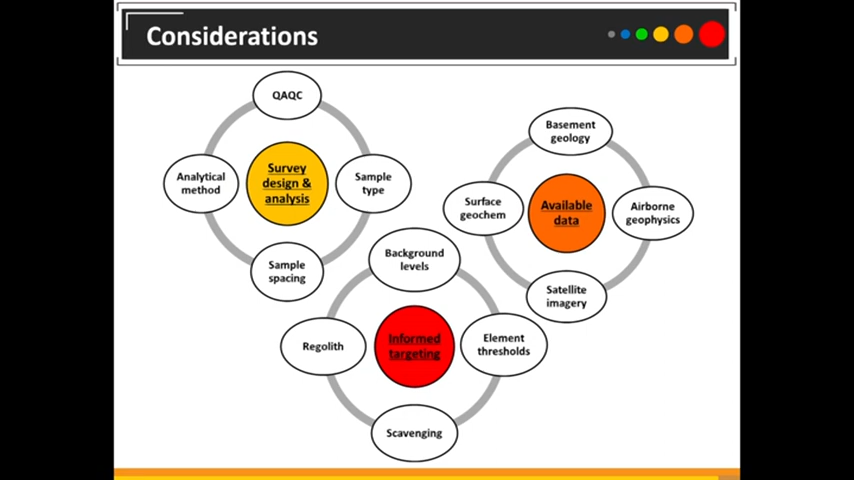 Considerations
QAQC
Analytical
method
Survey
design &
analysis
Sample
type
Sample
spacing
Basement
geology
Surface
geochem
Available
data
Airborne
geophysics
Satellite
imagery
Background
levels
Regolith
Informed
targeting
Element
thresholds
Scavenging